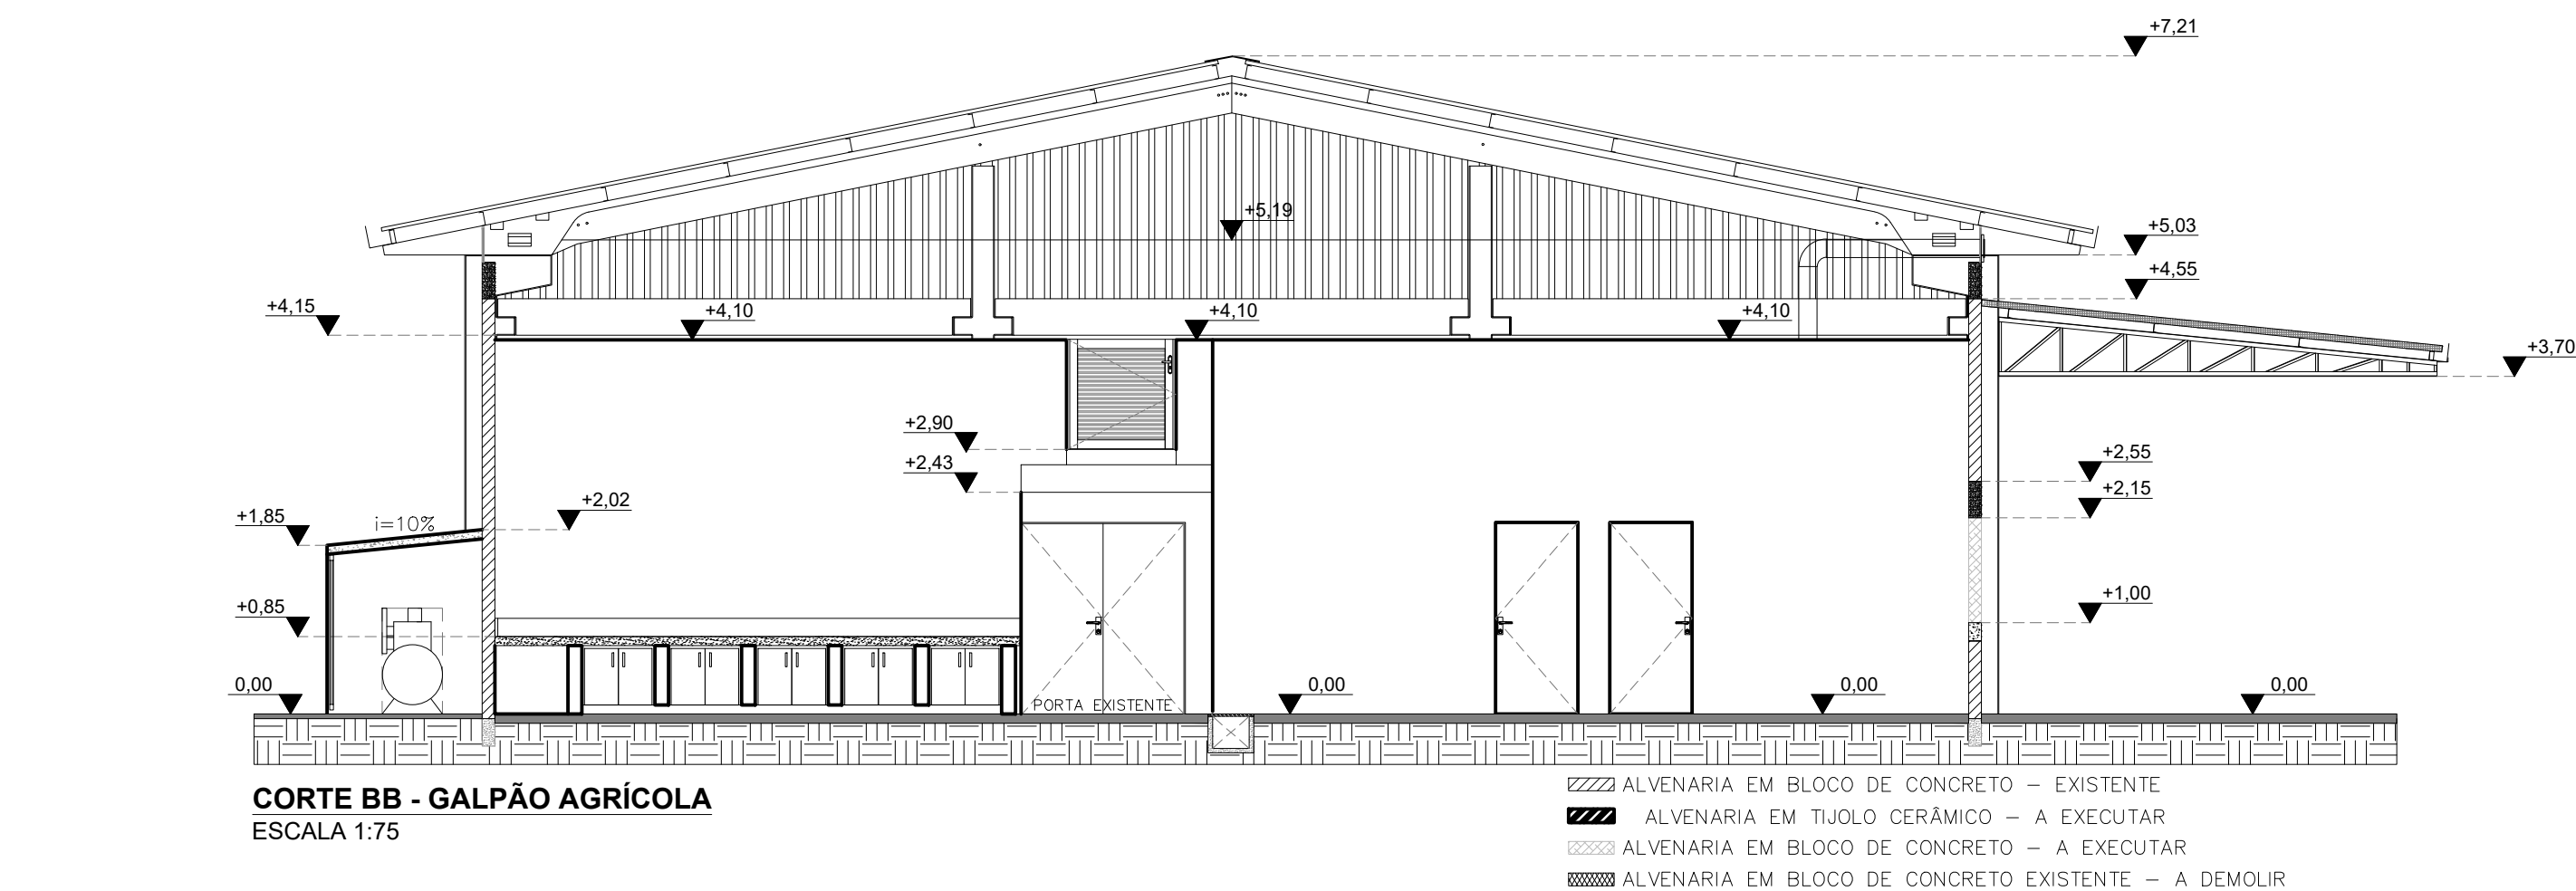 +7,21
+5,19
+5,03
+4,55
+4,15
+4,10
+4,10
+4,10
+3,70
+2,90
+2,43
+2,55
+2,15
+2,02
+1,85
i=10%
+1,00
+0,85
0,00
0,00
0,00
0,00
PORTA EXISTENTE
CORTE BB - GALPÃO AGRÍCOLA
ESCALA 1:75
ALVENARIA EM BLOCO DE CONCRETO – EXISTENTE
ALVENARIA EM TIJOLO CERÂMICO – A EXECUTAR
ALVENARIA EM BLOCO DE CONCRETO – A EXECUTAR
ALVENARIA EM BLOCO DE CONCRETO EXISTENTE – A DEMOLIR